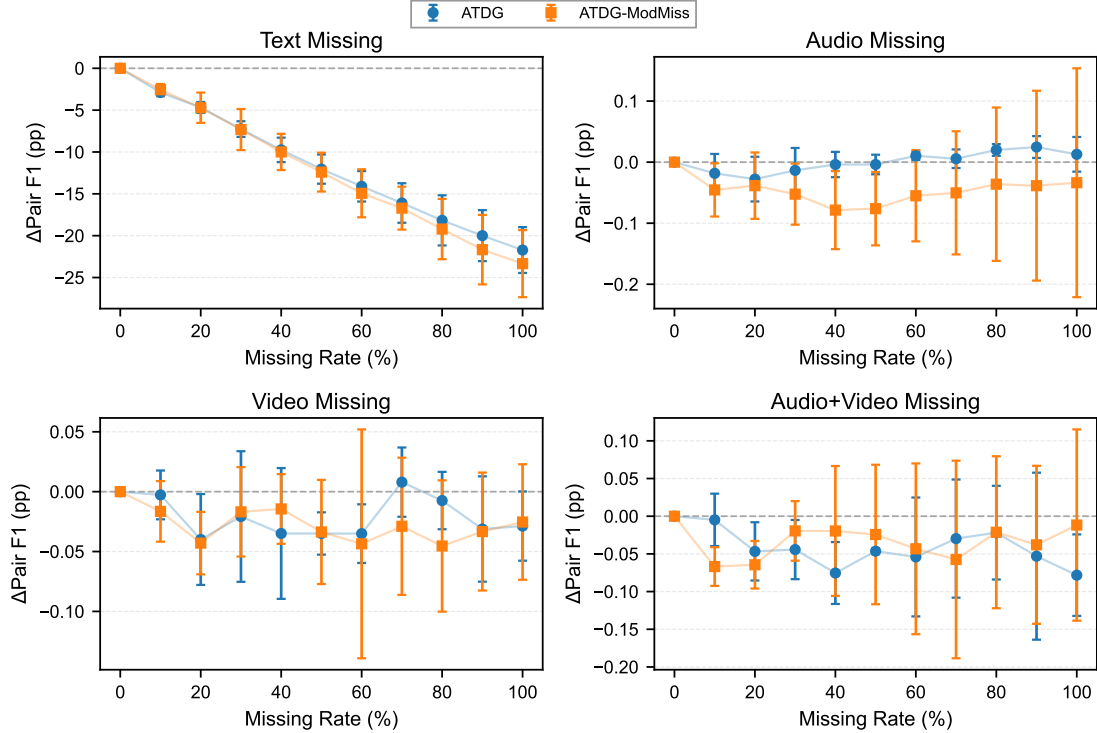 ATDG ATDG-ModMiss
Text Missing
0
−5
−10
−15
−20
−25
ΔPair F1 (pp)
0 20 40 60 80 100
Missing Rate (%)
Audio Missing
0.1
0.0
−0.1
−0.2
ΔPair F1 (pp)
0 20 40 60 80 100
Missing Rate (%)
Video Missing
0.05
0.00
−0.05
−0.10
ΔPair F1 (pp)
0 20 40 60 80 100
Missing Rate (%)
Audio+Video Missing
0.10
0.05
0.00
−0.05
−0.10
−0.15
−0.20
ΔPair F1 (pp)
0 20 40 60 80 100
Missing Rate (%)